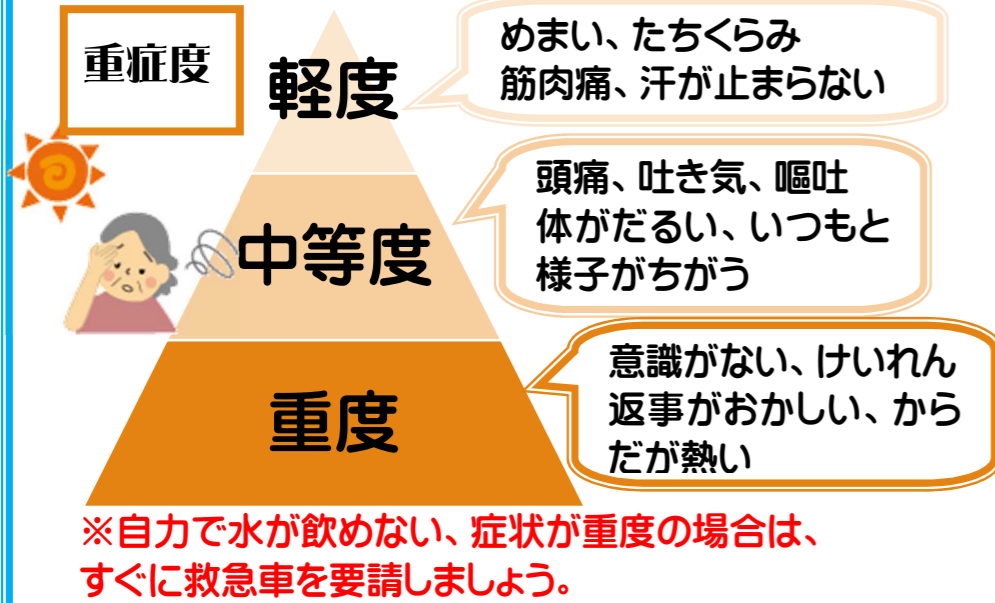 重症度
軽度
めまい、たちくらみ
筋肉痛、汗が止まらない
中等度
頭痛、吐き気、嘔吐
体がだるい、いつもと
様子がちがう
重度
意識がない、けいれん
返事がおかしい、から
だが熱い
※自力で水が飲めない、症状が重度の場合は、
すぐに救急車を要請しましょう。